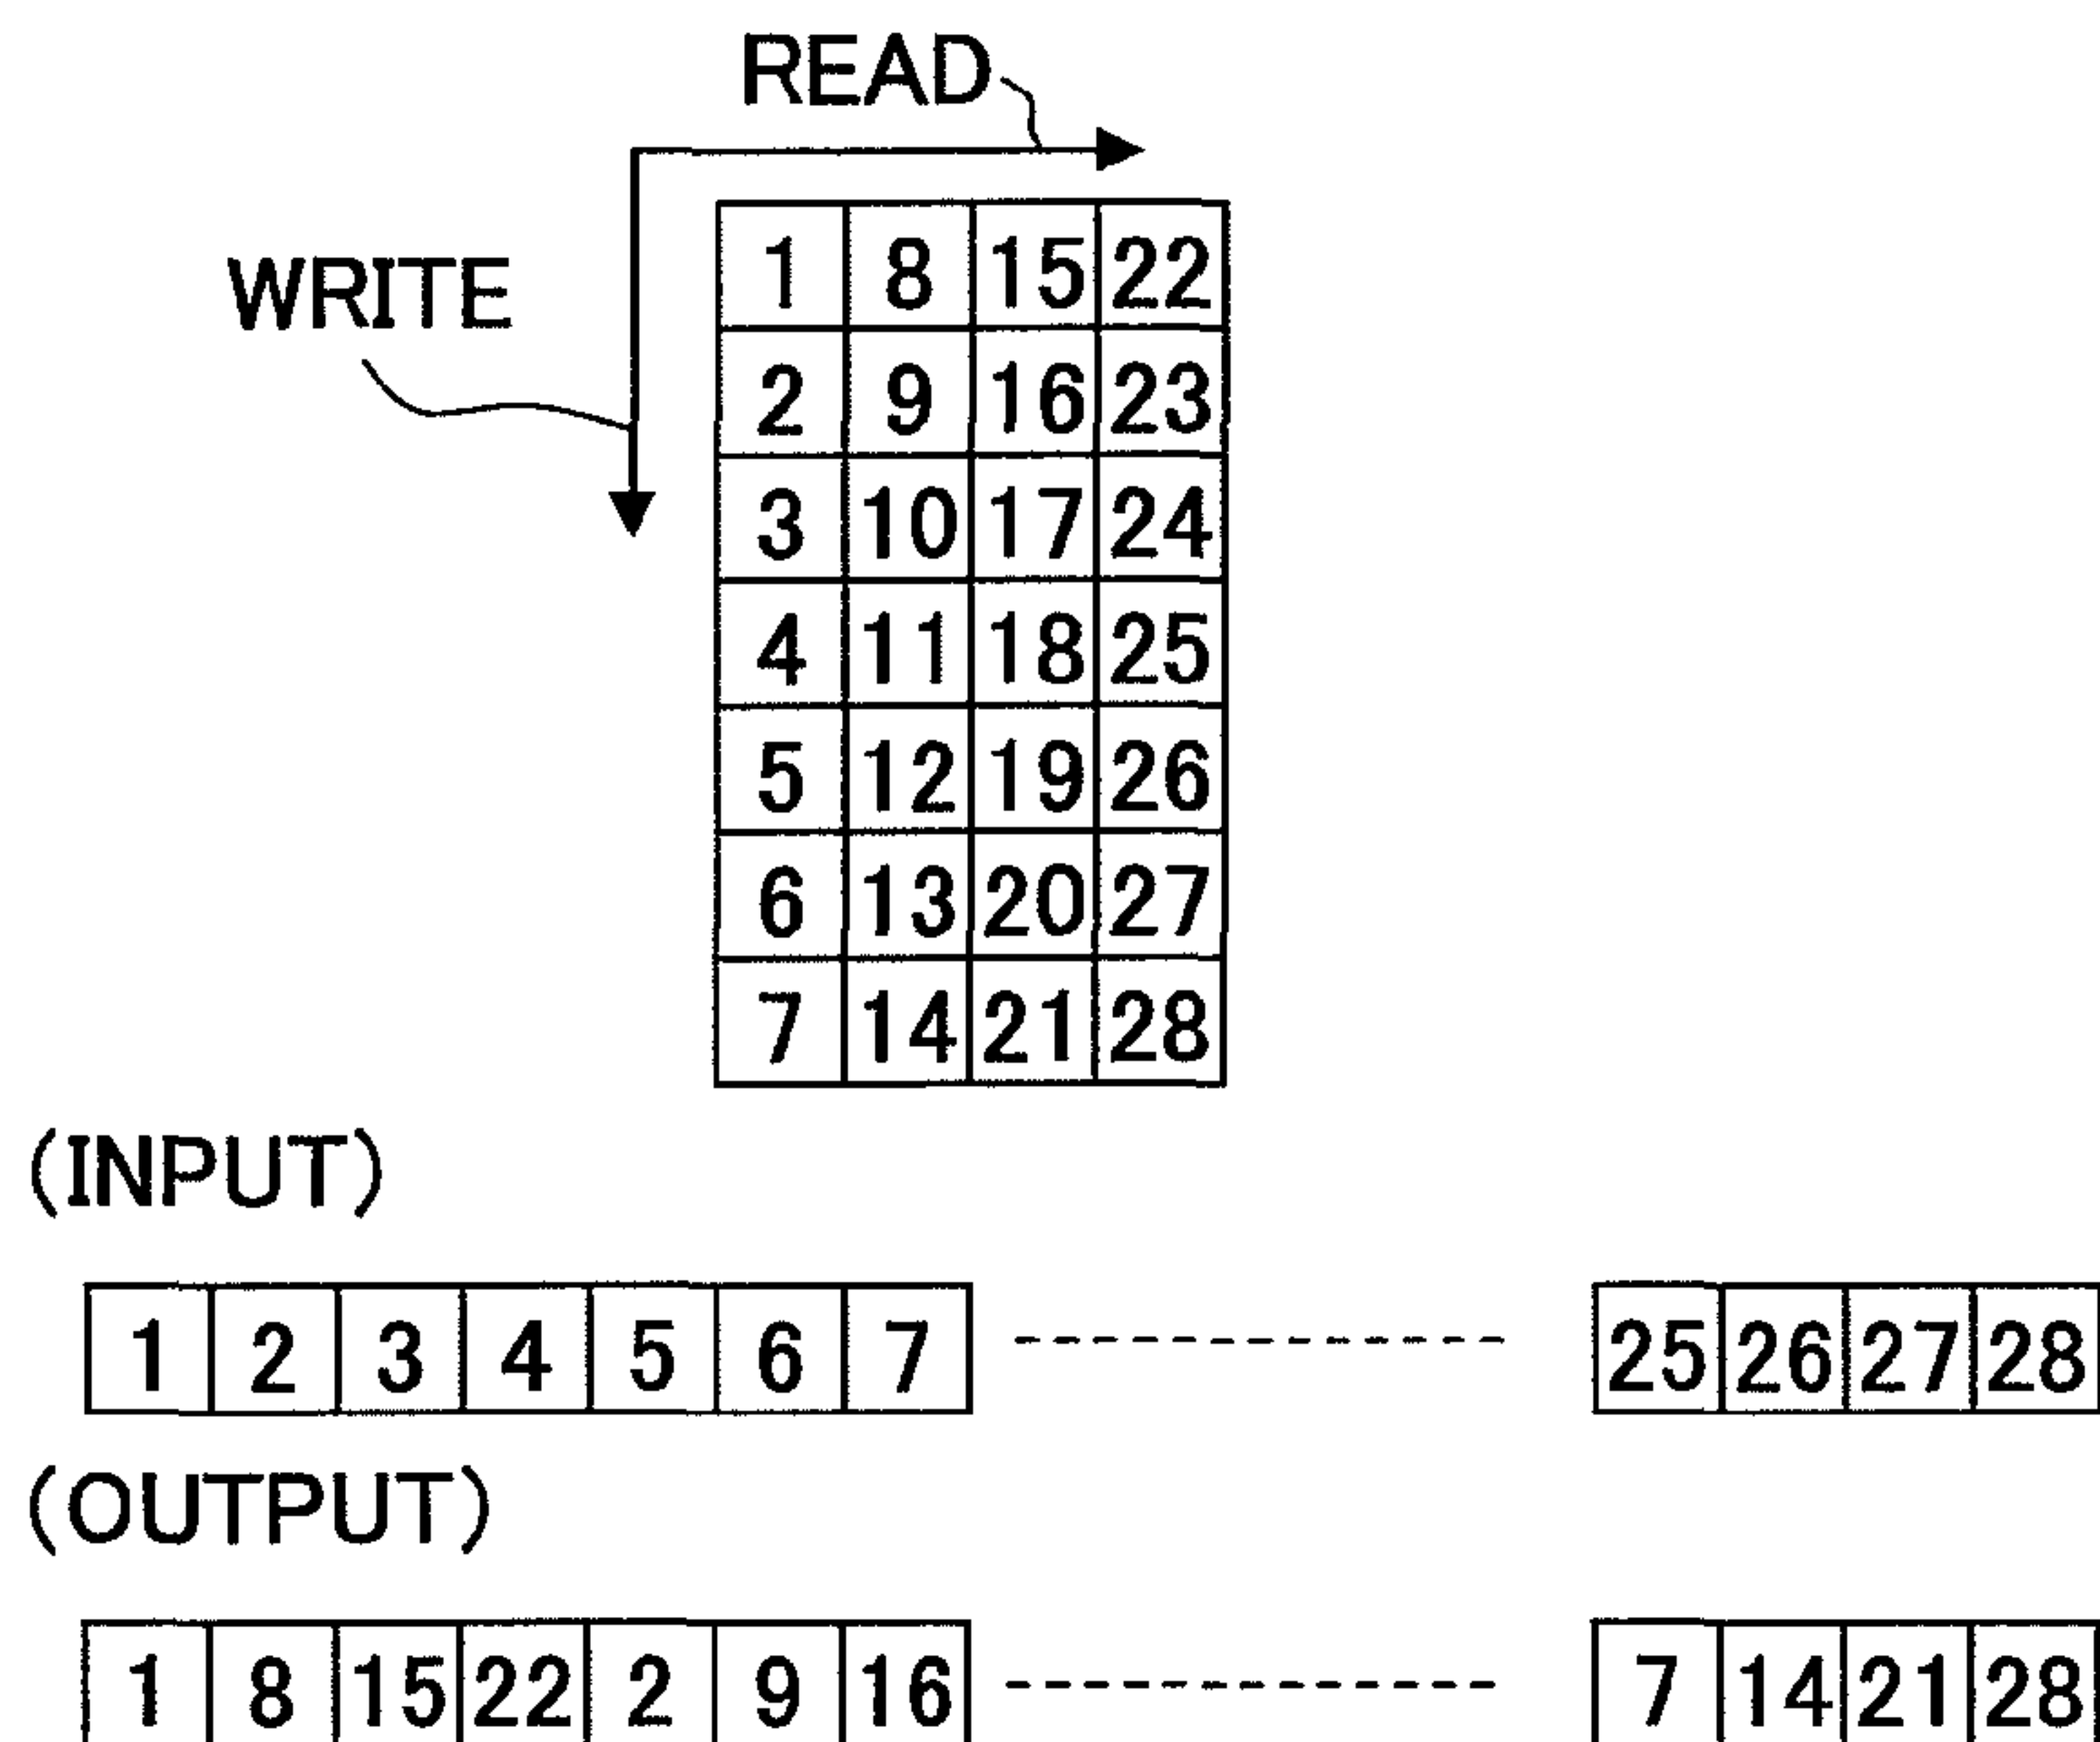 READ
WRITE
1 8 15 22
2 9 16 23
3 10 17 24
4 11 18 25
5 12 19 26
6 13 20 27
7 14 21 28
(INPUT)
1 2 3 4 5 6 7 25 26 27 28
(OUTPUT)
1 8 15 22 2 9 16 7 14 21 28